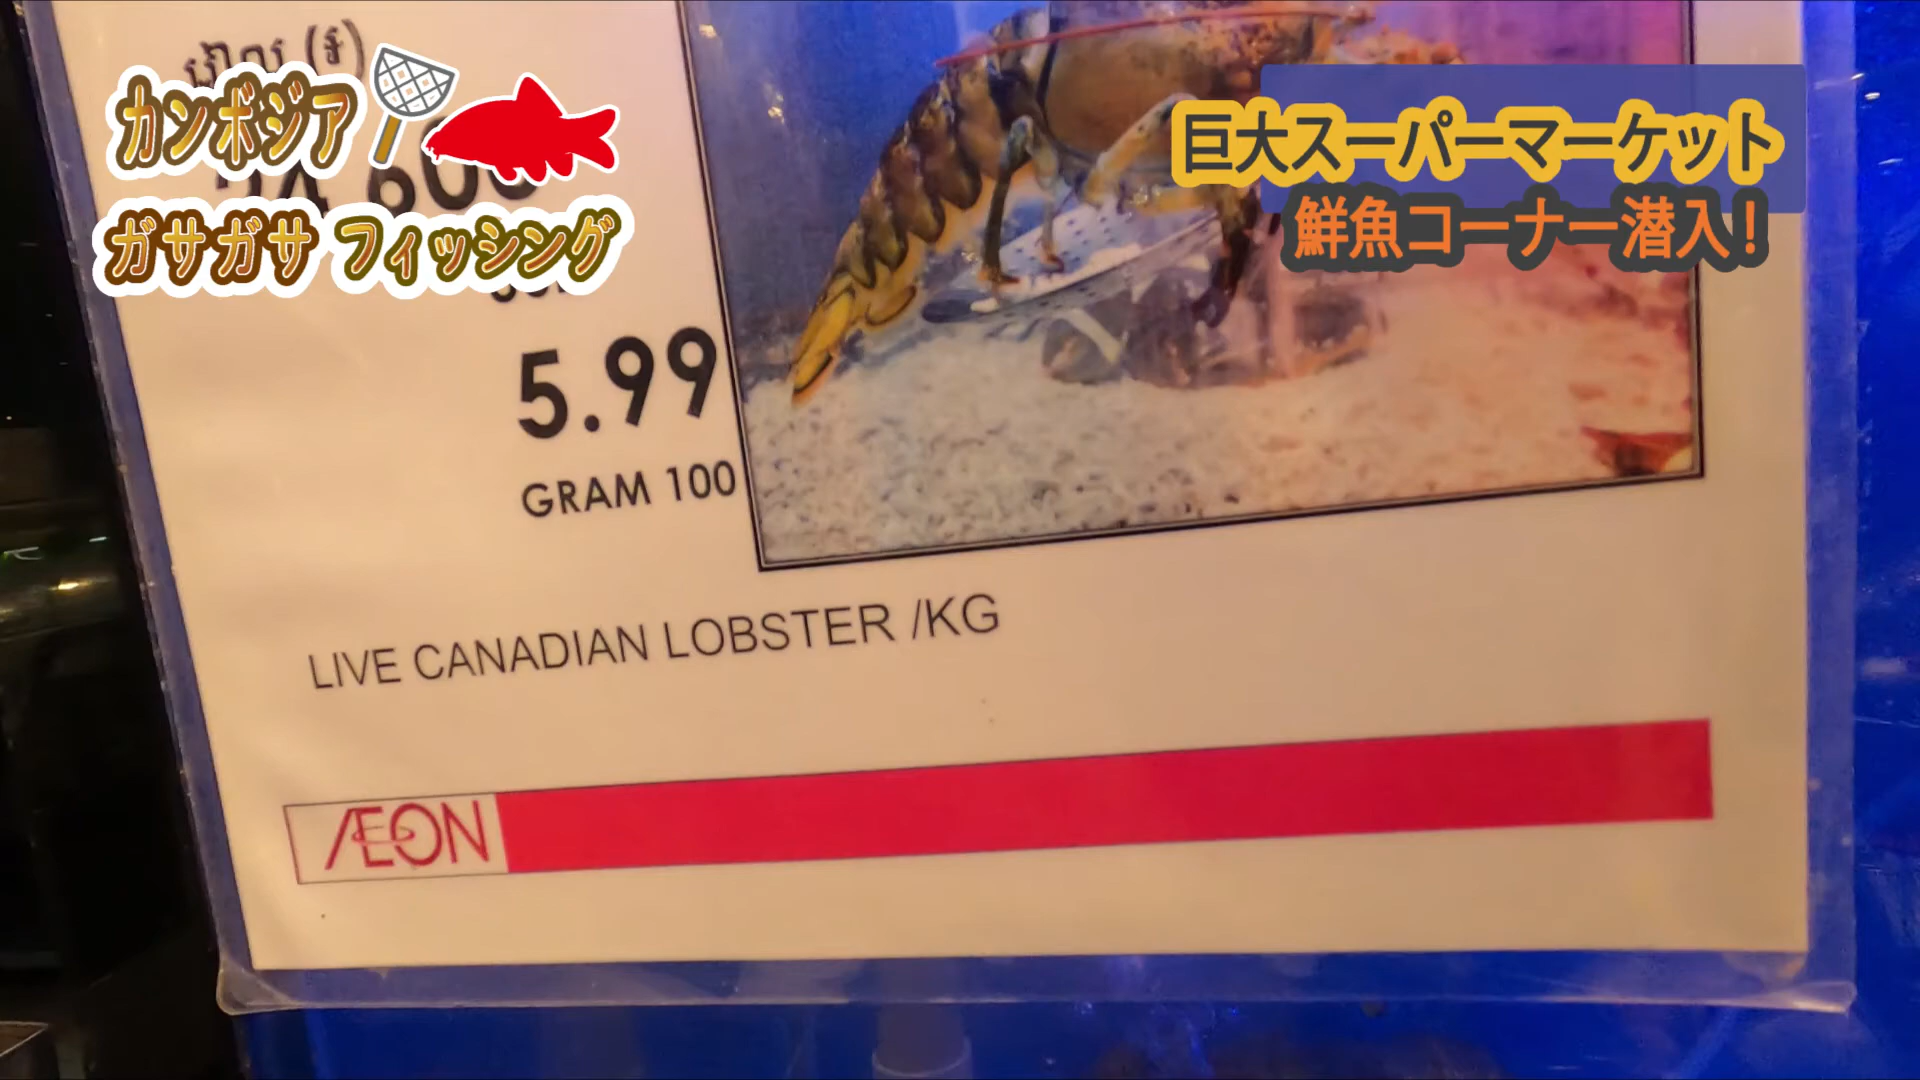 カンボジア
ガサガサ フィッシング
巨大スーパーマーケット
鮮魚コーナー潜入！
5.99
GRAM 100
LIVE CANADIAN LOBSTER /KG
ÆON